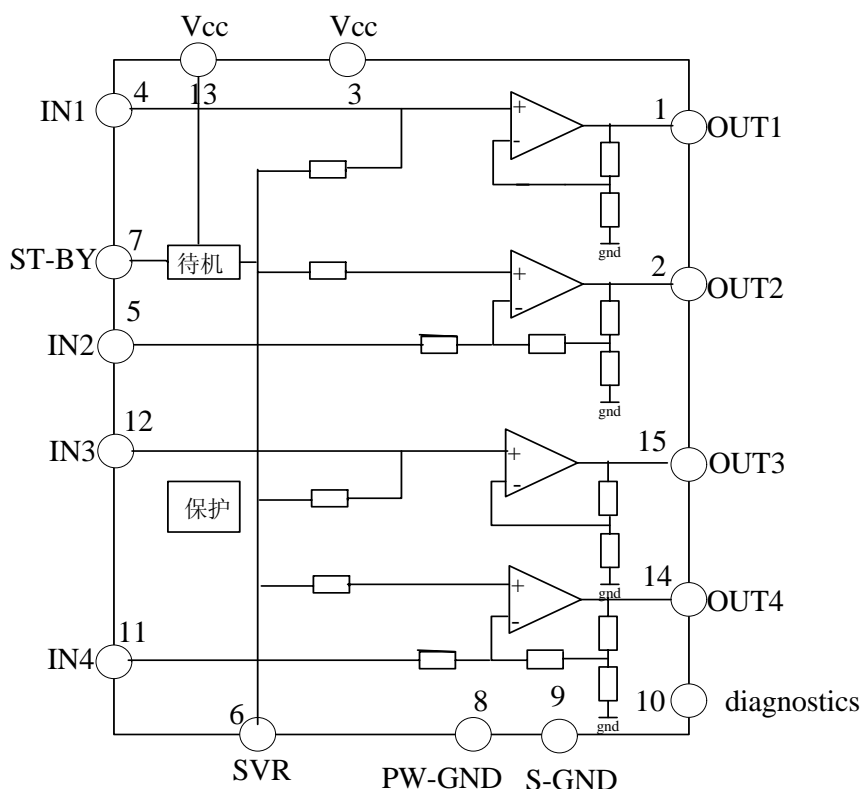 Vcc Vcc
IN1 4 13 3 + - 1 OUT1
gnd
ST-BY 7 待机 + - 2 OUT2
IN2 5
gnd
IN3 12 + - 15 OUT3
保护
gnd
+ - 14 OUT4
IN4 11
gnd
6 8 9 10 diagnostics
SVR PW-GND S-GND